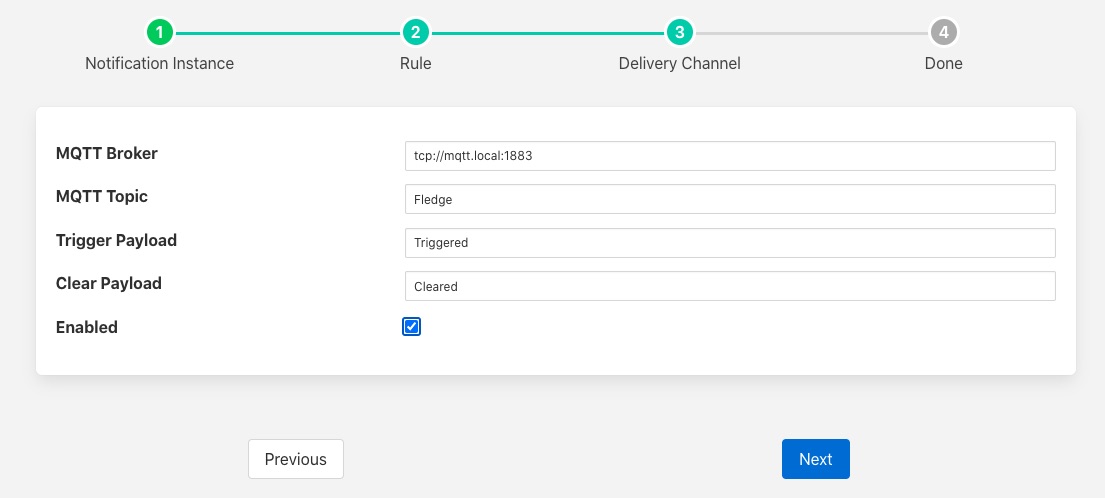 1 2 3 4
Notification Instance Rule Delivery Channel Done
MQTT Broker tcp://mqtt.local:1883
MQTT Topic Fledge
Trigger Payload Triggered
Clear Payload Cleared
Enabled
Previous Next